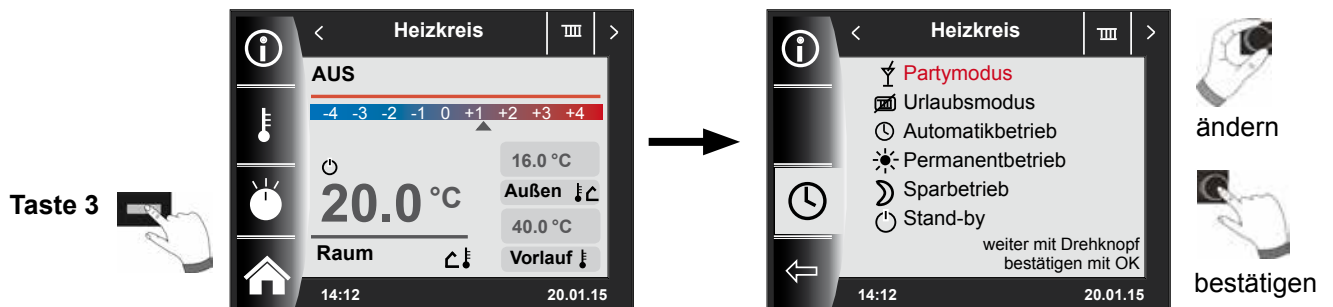 Taste 3
< Heizkreis >
AUS
-4 -3 -2 -1 0 +1 +2 +3 +4
16.0 °C
Außen
20.0 °C
40.0 °C
Raum
Vorlauf
14:12 20.01.15
< Heizkreis >
Partymodus
Urlaubsmodus
Automatikbetrieb
Permanentbetrieb
Sparbetrieb
Stand-by
weiter mit Drehknopf
bestätigen mit OK
14:12 20.01.15
ändern
bestätigen